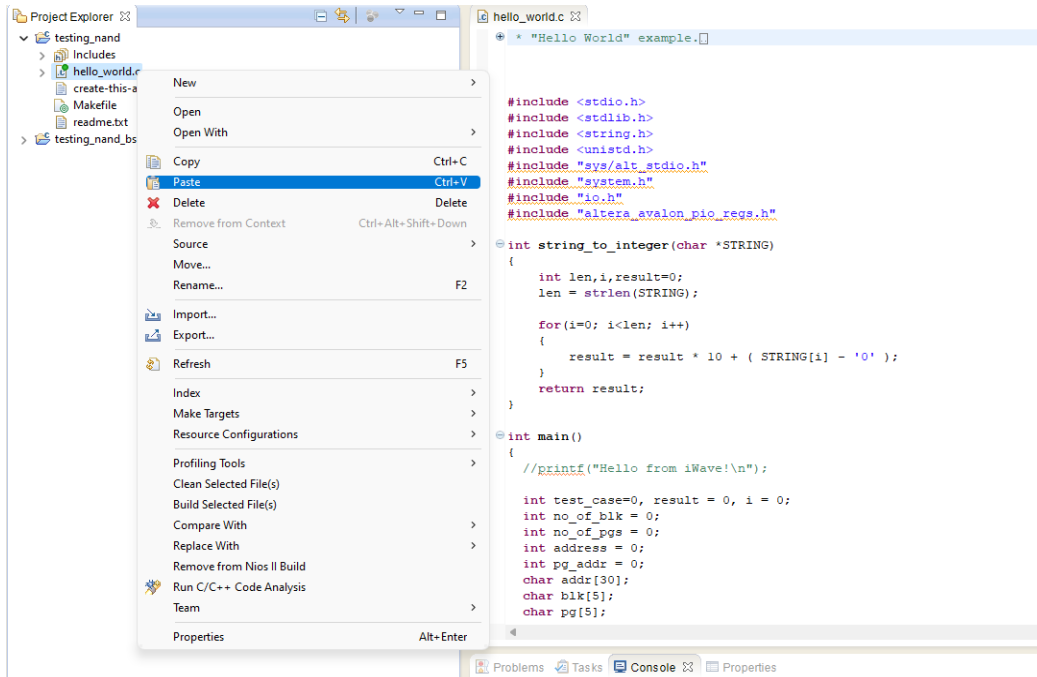 Project Explorer
testing_nand
Includes
hello_world.c
create-this-a
Makefile
readme.txt
testing_nand_bs
New
Open
Open With
Copy Ctrl+C
Paste Ctrl+V
Delete Delete
Remove from Context Ctrl+Alt+Shift+Down
Source
Move...
Rename... F2
Import...
Export...
Refresh F5
Index
Make Targets
Resource Configurations
Profiling Tools
Clean Selected File(s)
Build Selected File(s)
Compare With
Replace With
Remove from Nios II Build
Run C/C++ Code Analysis
Team
Properties Alt+Enter
hello_world.c
* "Hello World" example.
#include <stdio.h>
#include <stdlib.h>
#include <string.h>
#include <unistd.h>
#include "sys/alt_stdio.h"
#include "system.h"
#include "io.h"
#include "altera_avalon_pio_regs.h"
int string_to_integer(char *STRING)
{
int len,i,result=0;
len = strlen(STRING);
for(i=0; i<len; i++)
{
result = result * 10 + ( STRING[i] - '0' );
}
return result;
}
int main()
{
//printf("Hello from iWave!\n");
int test_case=0, result = 0, i = 0;
int no_of_blk = 0;
int no_of_pgs = 0;
int address = 0;
int pg_addr = 0;
char addr[30];
char blk[5];
char pg[5];
Problems Tasks Console Properties